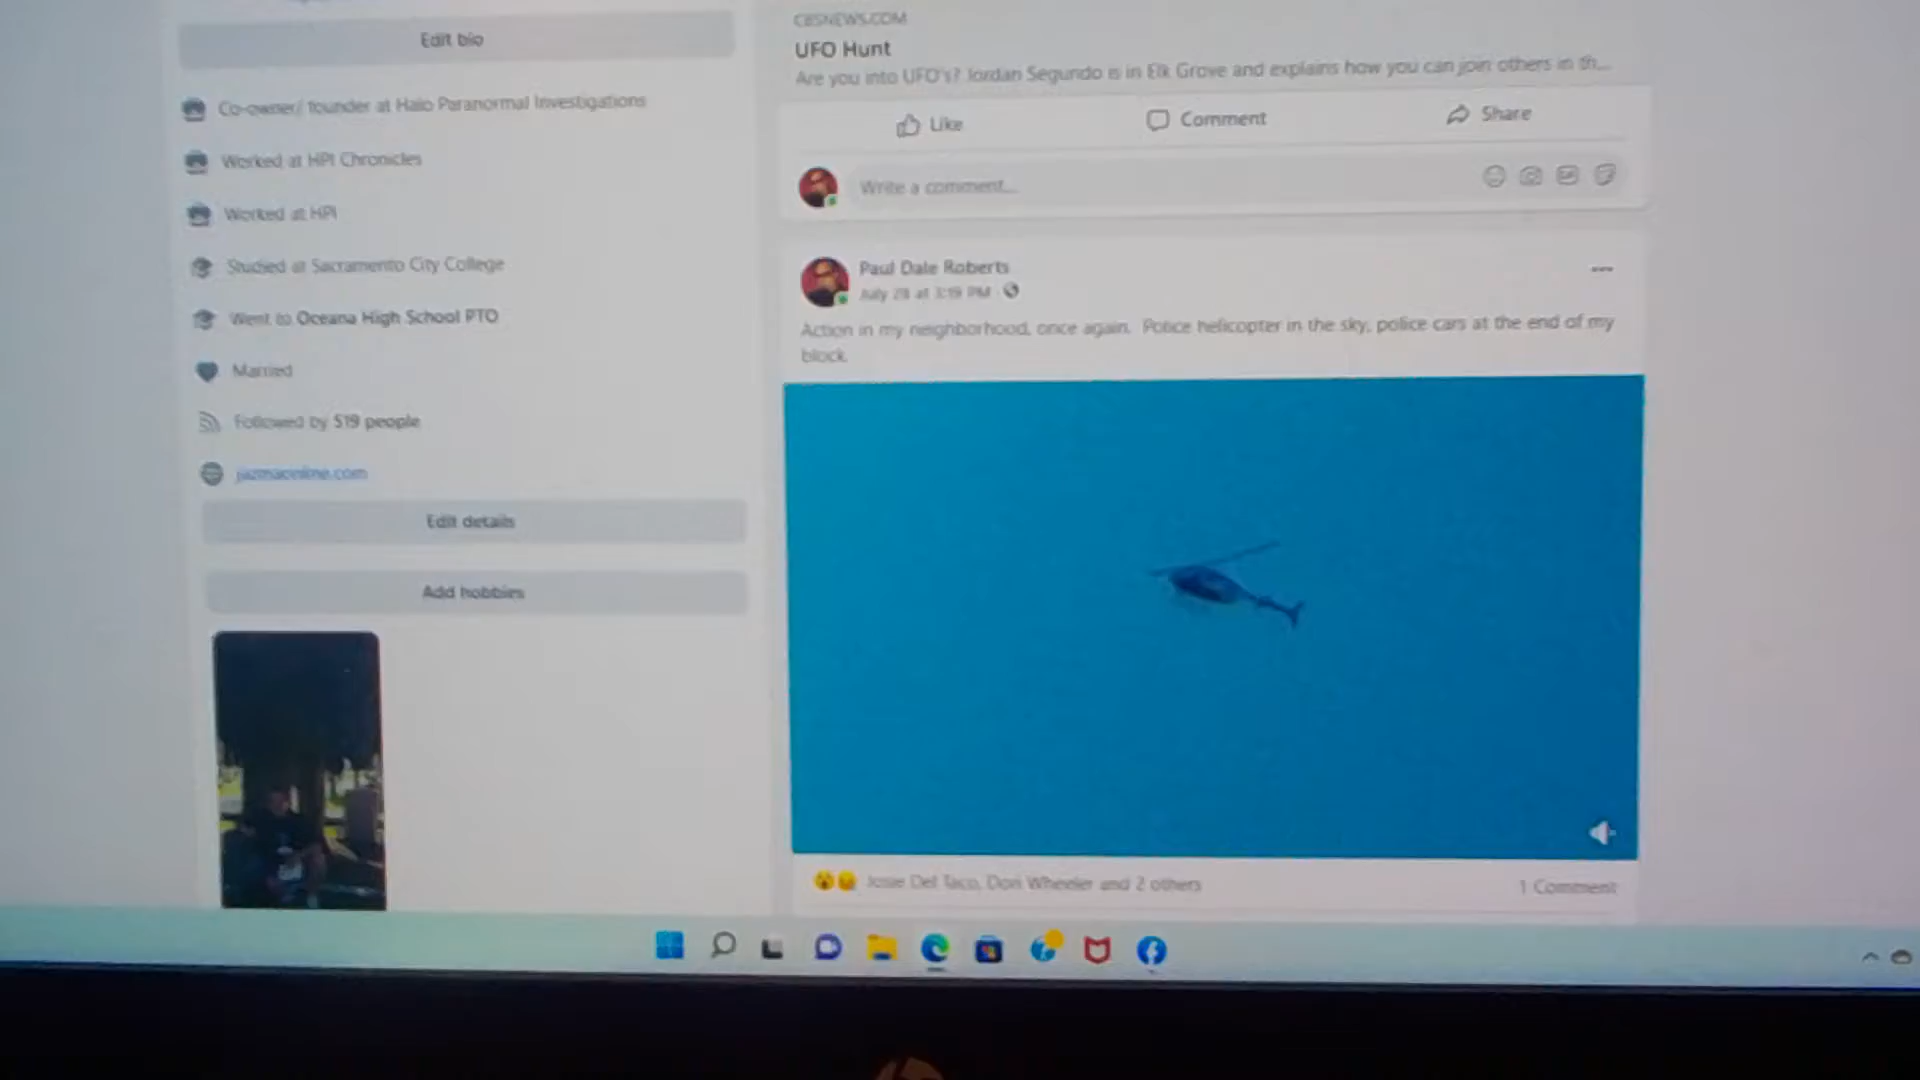 Edit bio
Co-owner/ founder at Halo Paranormal Investigations
Worked at HPI Chronicles
Worked at HPI
Studied at Sacramento City College
Went to Oceana High School PTO
Married
Followed by 519 people
jazmaonline.com
Edit details
Add hobbies
CBSNEWS.COM
UFO Hunt
Are you into UFO's? Jordan Segundo is in Elk Grove and explains how you can join others in th...
Like
Comment
Share
Write a comment...
Paul Dale Roberts
July at 3:19 PM
Action in my neighborhood, once again. Police helicopter in the sky, police cars at the end of my
block.
Josie Del Taco, Dori Wheeler and 2 others
1 Comment